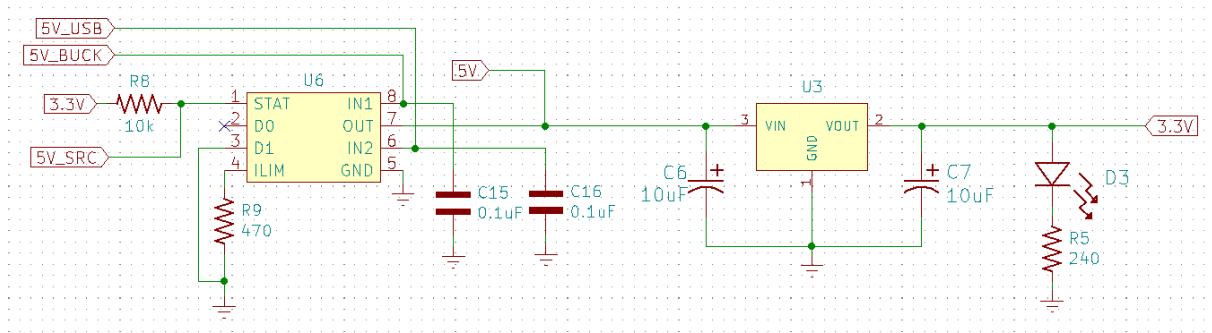 5V_USB
5V_BUCK
R8
3.3V
10k
5V_SRC
U6
1 STAT IN1 8
2 D0 OUT 7
3 D1 IN2 6
4 ILIM GND 5
R9
470
C15
0.1uF
C16
0.1uF
5V
U3
3 VIN VOUT 2
GND
1
C6
10uF
C7
10uF
3.3V
D3
R5
240